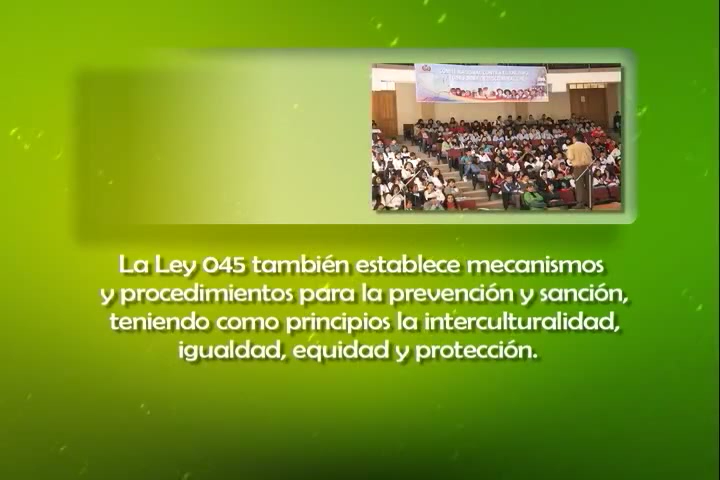 La Ley 045 también establece mecanismos
y procedimientos para la prevención y sanción,
teniendo como principios la interculturalidad,
igualdad, equidad y protección.